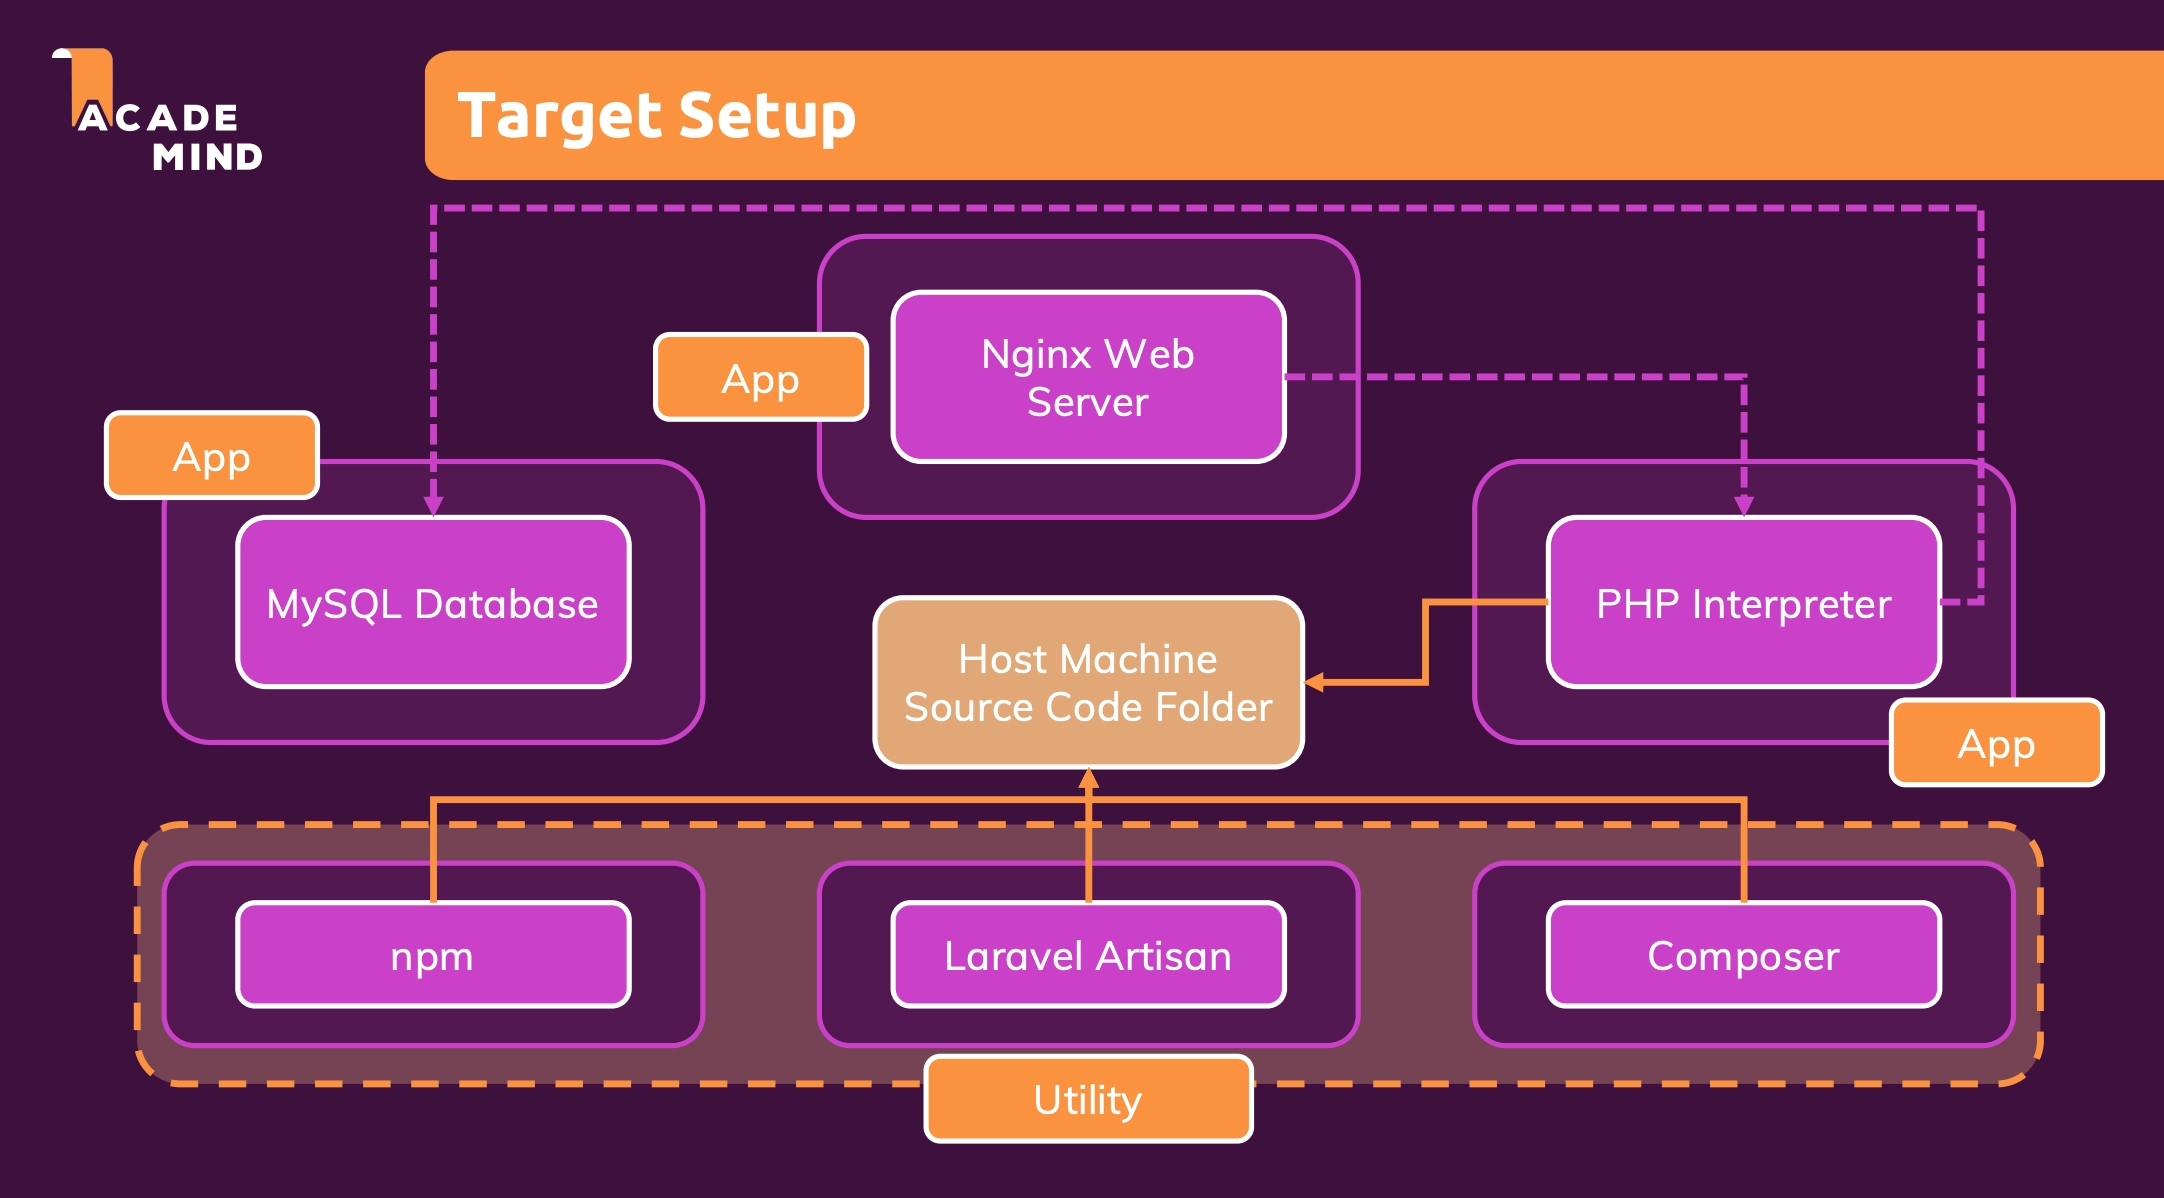 ACADE
MIND
Target Setup
Nginx Web
Server
App
App
MySQL Database
PHP Interpreter
Host Machine
Source Code Folder
App
npm
Laravel Artisan
Composer
Utility